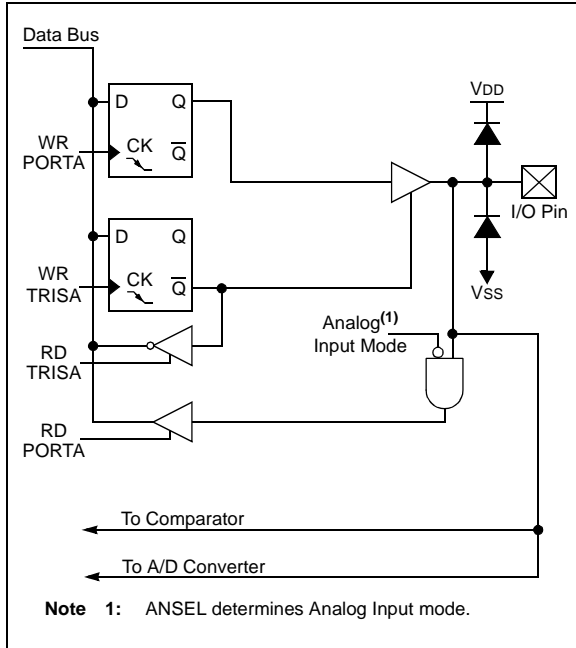 Data Bus
D Q
WR
PORTA
CK Q
VDD
I/O Pin
D Q
WR
TRISA
CK Q
VSS
Analog(1)
Input Mode
RD
TRISA
RD
PORTA
To Comparator
To A/D Converter
Note 1: ANSEL determines Analog Input mode.